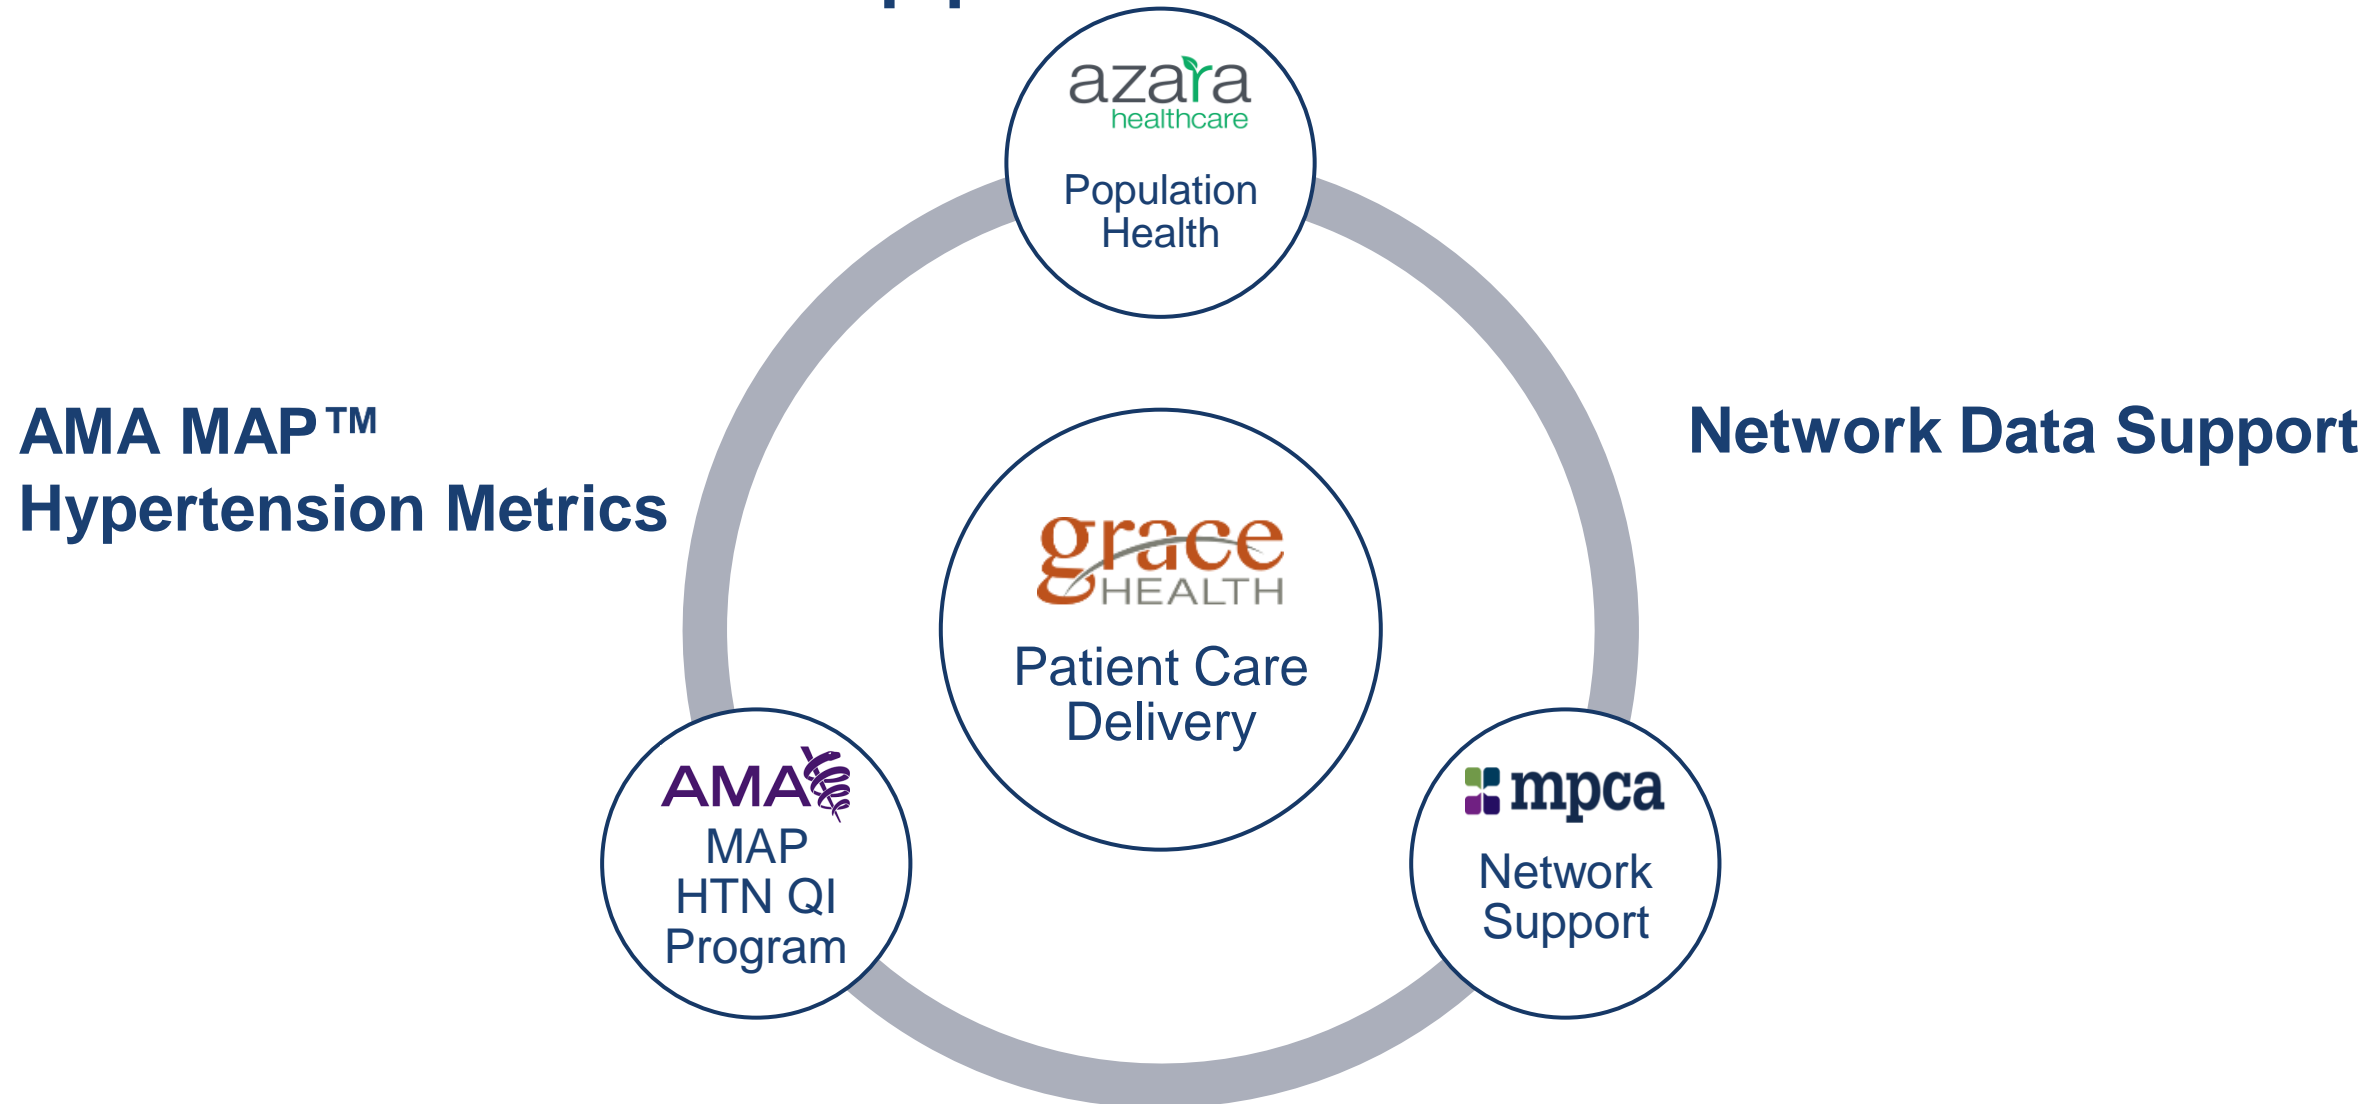 azara
healthcare
Population
Health
AMA MAP™
Hypertension Metrics
Network Data Support
grace
HEALTH
Patient Care
Delivery
AMA
MAP
HTN QI
Program
mpca
Network
Support